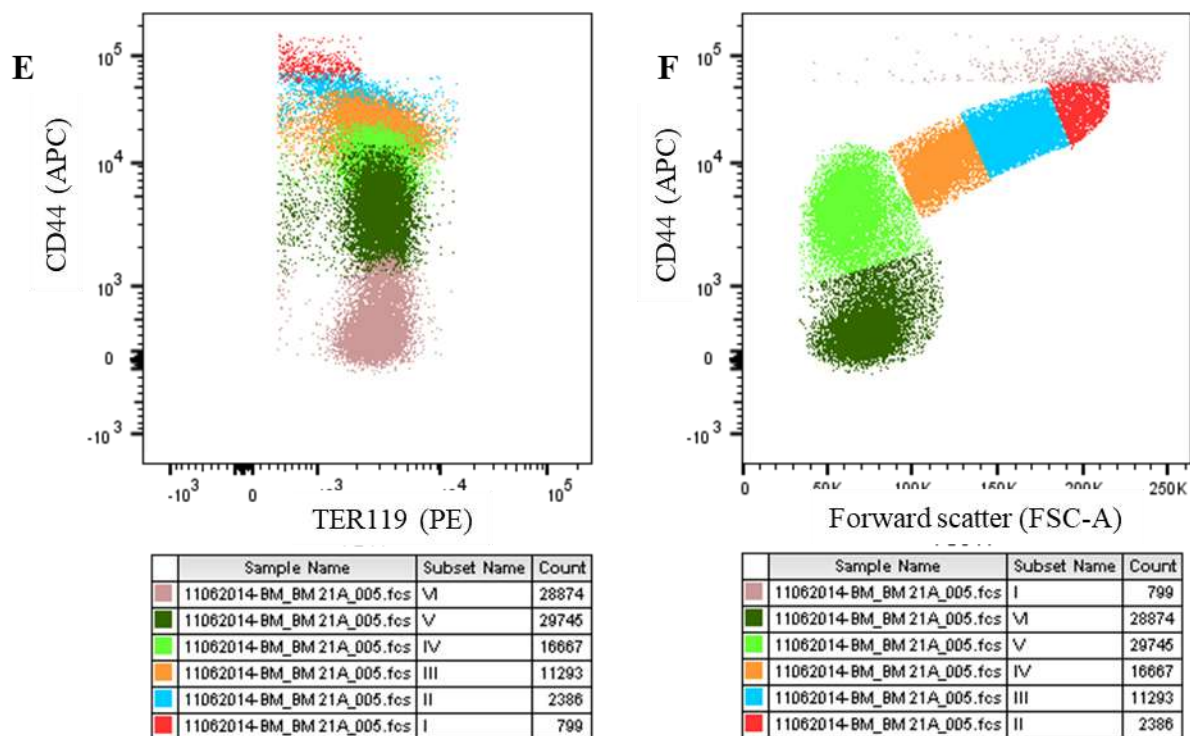 E
CD44 (APC)
10^5
10^4
10^3
0
-10^3
-10^3
0
10^5
TER119 (PE)
Sample Name Subset Name Count
11062014-BM_BM 21A_005.fcs VI 28874
11062014-BM_BM 21A_005.fcs V 29745
11062014-BM_BM 21A_005.fcs IV 16667
11062014-BM_BM 21A_005.fcs III 11293
11062014-BM_BM 21A_005.fcs II 2386
11062014-BM_BM 21A_005.fcs I 799
F
CD44 (APC)
10^5
10^4
10^3
0
-10^3
0 50K 100K 150K 200K 250K
Forward scatter (FSC-A)
Sample Name Subset Name Count
11062014-BM_BM 21A_005.fcs I 799
11062014-BM_BM 21A_005.fcs VI 28874
11062014-BM_BM 21A_005.fcs V 29745
11062014-BM_BM 21A_005.fcs IV 16667
11062014-BM_BM 21A_005.fcs III 11293
11062014-BM_BM 21A_005.fcs II 2386